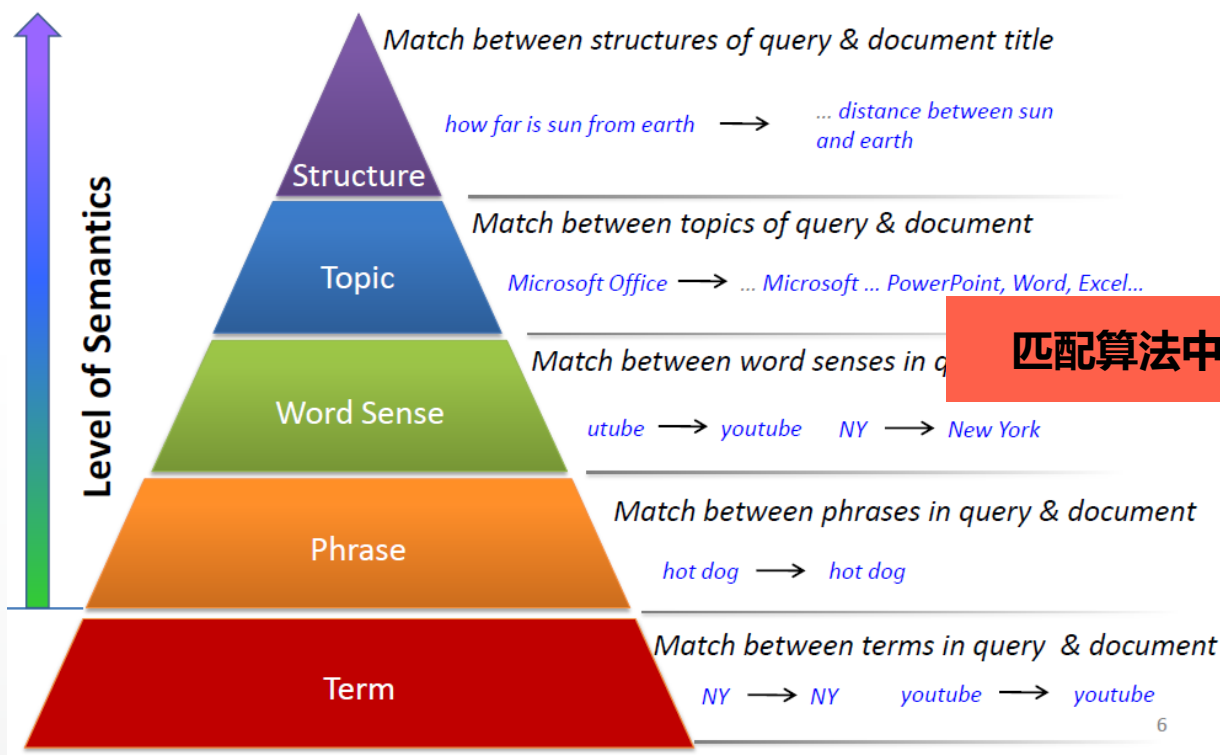 Match between structures of query & document title
how far is sun from earth
... distance between sun
and earth
Structure
Match between topics of query & document
Topic
Microsoft Office
... Microsoft ... PowerPoint, Word, Excel...
匹配算法中
Match between word senses in
Word Sense
utube
youtube
NY
New York
Level of Semantics
Match between phrases in query & document
Phrase
hot dog
hot dog
Match between terms in query & document
Term
NY
NY
youtube
youtube
6